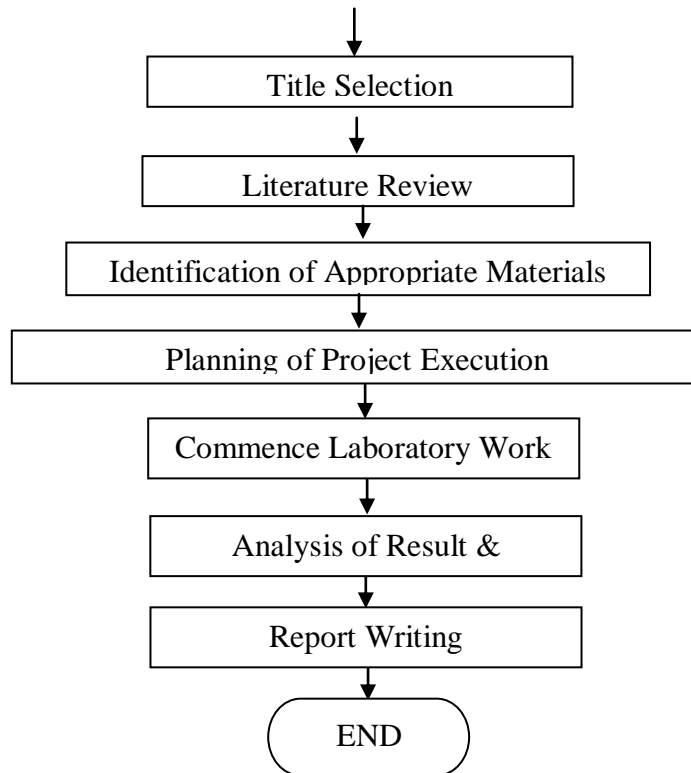 Title Selection
Literature Review
Identification of Appropriate Materials
Planning of Project Execution
Commence Laboratory Work
Analysis of Result &
Report Writing
END